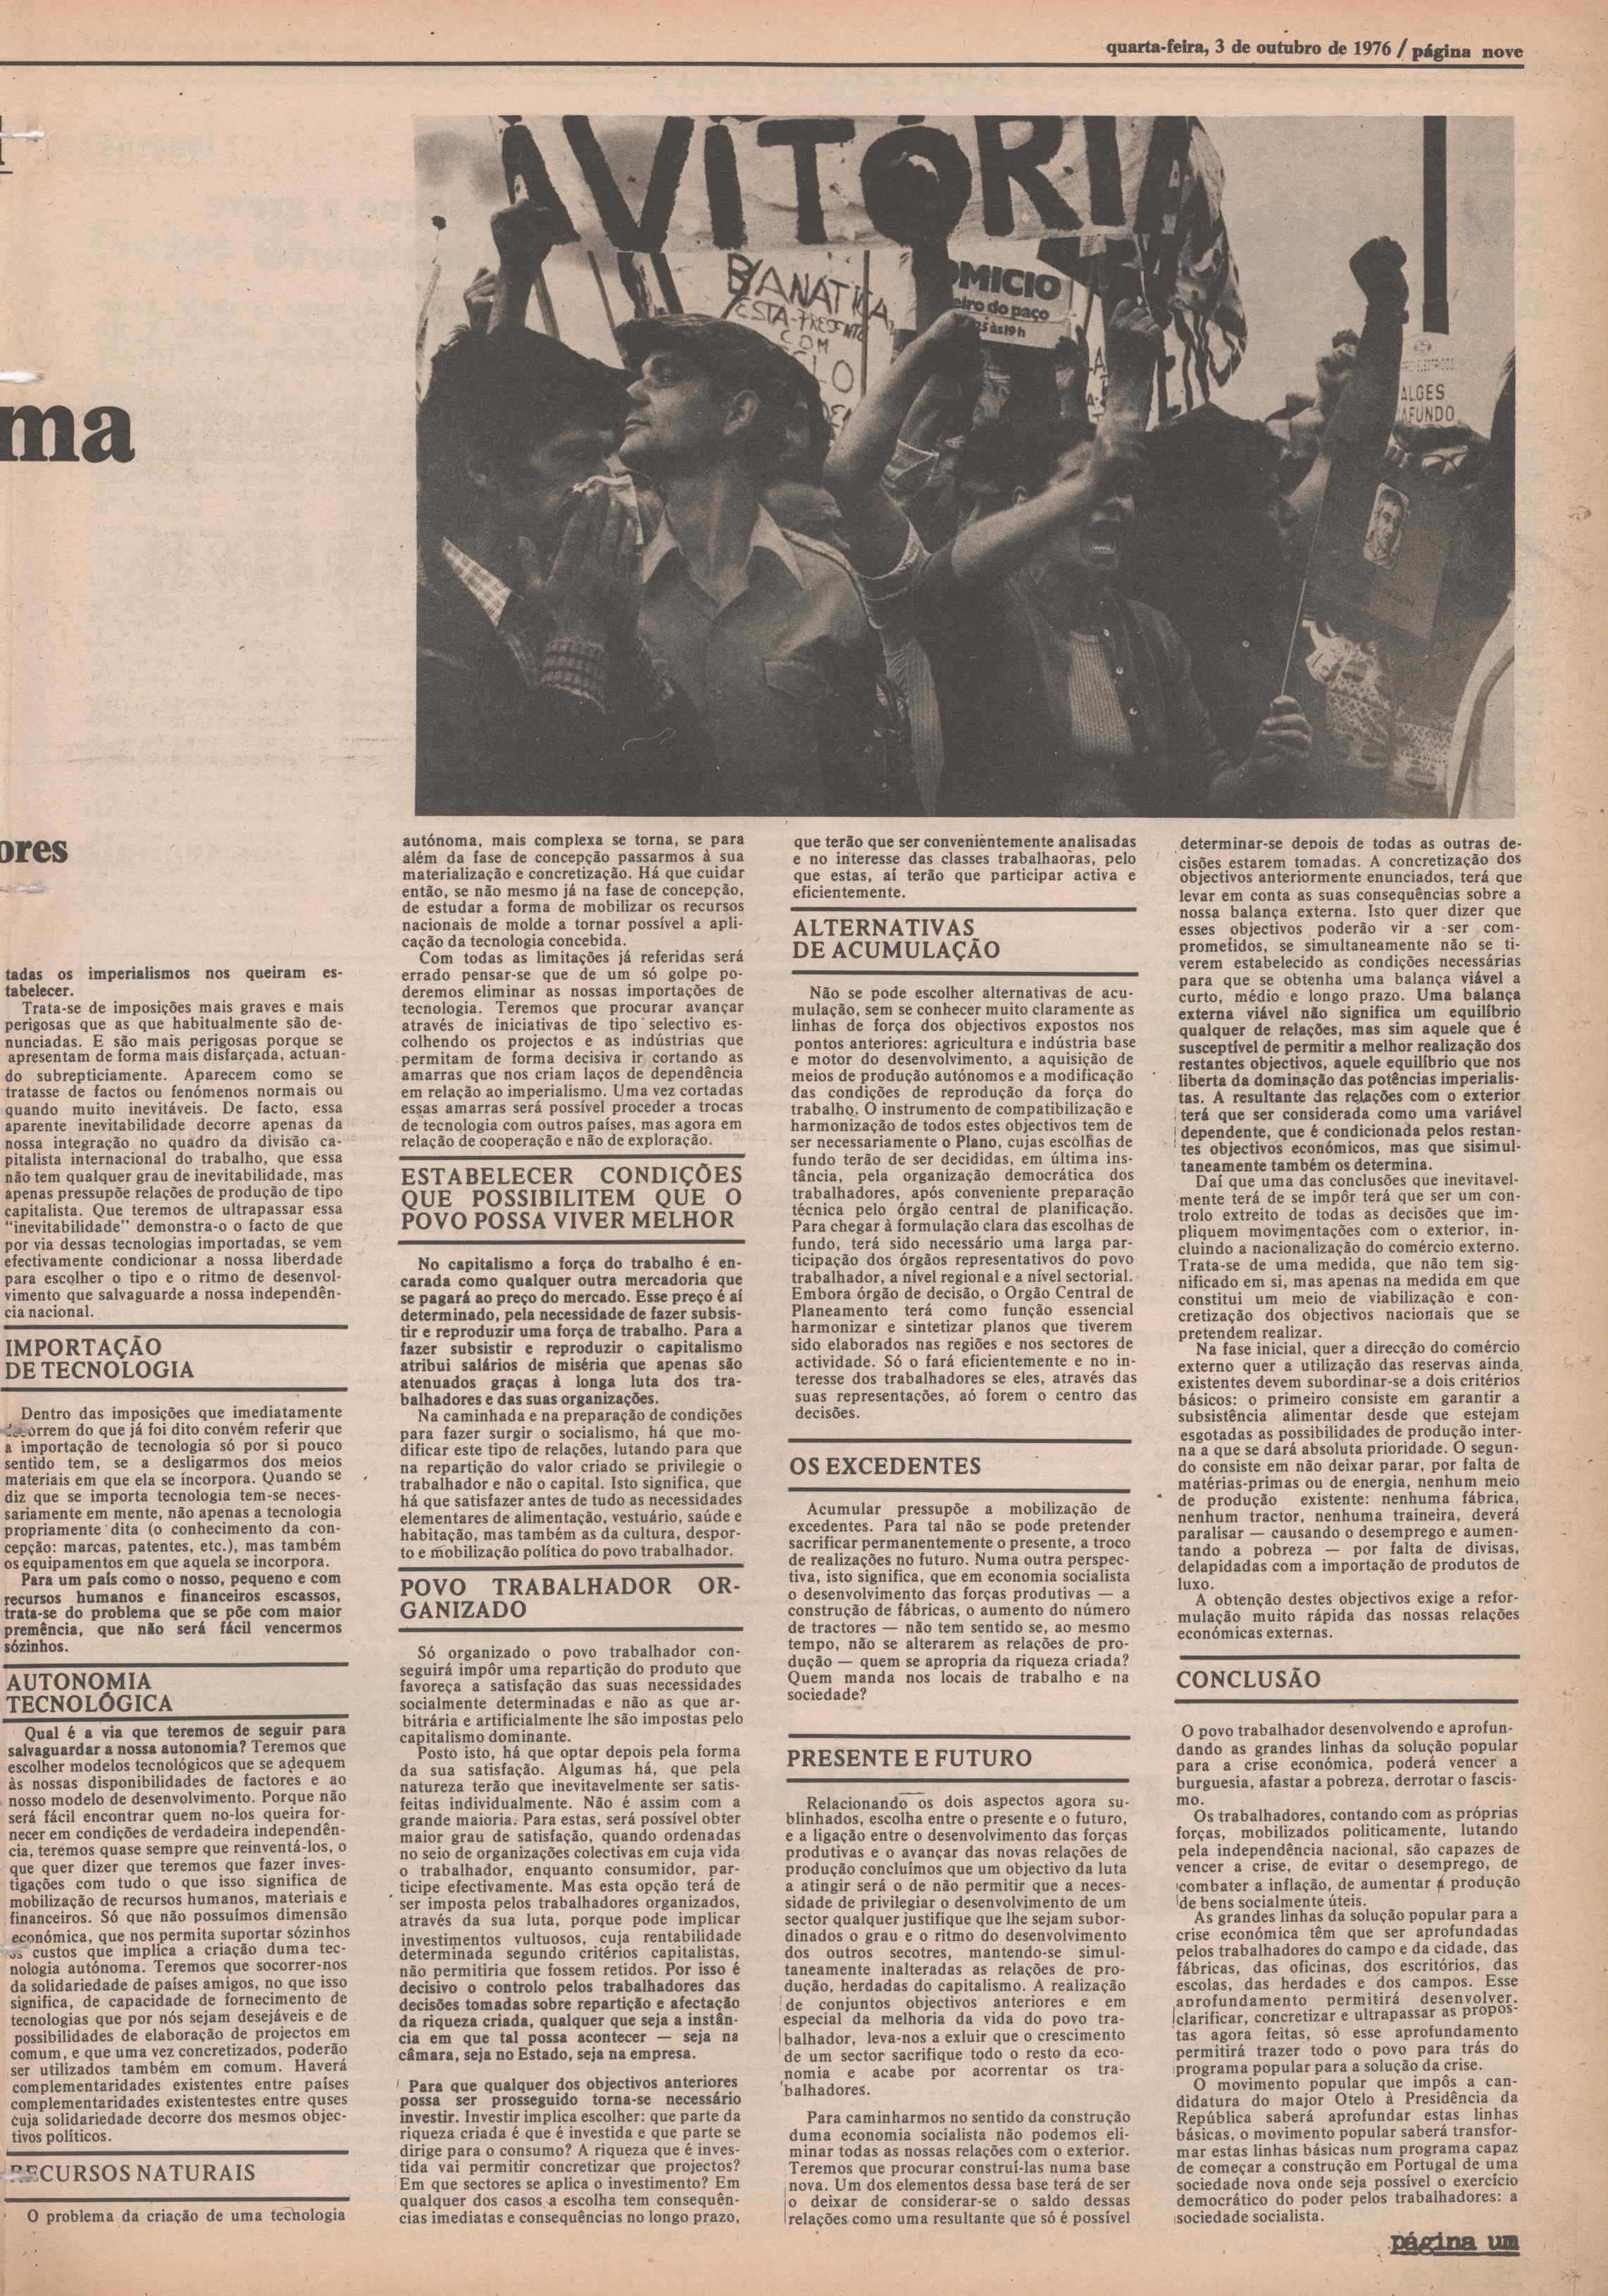 quarta-feira, 3 de outubro de 1976 / página nove
VITÓRIA
BANÁTICA
ESTA-PRESENTE
COM
LO
OMICIO
eiro do paço
25 às 19 h
ALGES
AFUNDO
ma
ores
tadas os imperialismos nos queiram es-
tabelecer.
Trata-se de imposições mais graves e mais
perigosas que as que habitualmente são de-
nunciadas. E são mais perigosas porque se
apresentam de forma mais disfarçada, actuan-
do subrepticiamente. Aparecem como se
tratasse de factos ou fenómenos normais ou
quando muito inevitáveis. De facto, essa
aparente inevitabilidade decorre apenas da
nossa integração no quadro da divisão ca-
pitalista internacional do trabalho, que essa
não tem qualquer grau de inevitabilidade, mas
apenas pressupõe relações de produção de tipo
capitalista. Que teremos de ultrapassar essa
"inevitabilidade" demonstra-o o facto de que
por via dessas tecnologias importadas, se vem
efectivamente condicionar a nossa liberdade
para escolher o tipo e o ritmo de desenvol-
vimento que salvaguarde a nossa independên-
cia nacional.
IMPORTAÇÃO
DE TECNOLOGIA
Dentro das imposições que imediatamente
decorrem do que já foi dito convém referir que
a importação de tecnologia só por si pouco
sentido tem, se a desligarmos dos meios
materiais em que ela se incorpora. Quando se
diz que se importa tecnologia tem-se neces-
sariamente em mente, não apenas a tecnologia
propriamente dita (o conhecimento da con-
cepção: marcas, patentes, etc.), mas também
os equipamentos em que aquela se incorpora.
Para um país como o nosso, pequeno e com
recursos humanos e financeiros escassos,
trata-se do problema que se põe com maior
premência, que não será fácil vencermos
sózinhos.
AUTONOMIA
TECNOLÓGICA
Qual é a via que teremos de seguir para
salvaguardar a nossa autonomia? Teremos que
escolher modelos tecnológicos que se adequem
às nossas disponibilidades de factores e ao
nosso modelo de desenvolvimento. Porque não
será fácil encontrar quem no-los queira for-
necer em condições de verdadeira independên-
cia, teremos quase sempre que reinventá-los, o
que quer dizer que teremos que fazer inves-
tigações com tudo o que isso significa de
mobilização de recursos humanos, materiais e
financeiros. Só que não possuímos dimensão
económica, que nos permita suportar sózinhos
os custos que implica a criação duma tec-
nologia autónoma. Teremos que socorrer-nos
da solidariedade de países amigos, no que isso
significa, de capacidade de fornecimento de
tecnologias que por nós sejam desejáveis e de
possibilidades de elaboração de projectos em
comum, e que uma vez concretizados, poderão
ser utilizados também em comum. Haverá
complementaridades existentes entre países
complementaridades existentestes entre quses
cuja solidariedade decorre dos mesmos objec-
tivos políticos.
RECURSOS NATURAIS
O problema da criação de uma technologia
autónoma, mais complexa se torna, se para
além da fase de concepção passarmos à sua
materialização e concretização. Há que cuidar
então, se não mesmo já na fase de concepção,
de estudar a forma de mobilizar os recursos
nacionais de molde a tornar possível a apli-
cação da tecnologia concebida.
Com todas as limitações já referidas será
errado pensar-se que de um só golpe po-
deremos eliminar as nossas importações de
tecnologia. Teremos que procurar avançar
através de iniciativas de tipo selectivo es-
colhendo os projectos e as indústrias que
permitam de forma decisiva ir cortando as
amarras que nos criam laços de dependência
em relação ao imperialismo. Uma vez cortadas
essas amarras será possível proceder a trocas
de tecnologia com outros países, mas agora em
relação de cooperação e não de exploração.
ESTABELECER CONDIÇÕES
QUE POSSIBILITEM QUE O
POVO POSSA VIVER MELHOR
No capitalismo a força do trabalho é en-
carada como qualquer outra mercadoria que
se pagará ao preço do mercado. Esse preço é aí
determinado, pela necessidade de fazer subsis-
tir e reproduzir uma força de trabalho. Para a
fazer subsistir e reproduzir o capitalismo
atribui salários de miséria que apenas são
atenuados graças à longa luta dos tra-
balhadores e das suas organizações.
Na caminhada e na preparação de condições
para fazer surgir o socialismo, há que mo-
dificar este tipo de relações, lutando para que
na repartição do valor criado se privilegie o
trabalhador e não o capital. Isto significa, que
há que satisfazer antes de tudo as necessidades
elementares de alimentação, vestuário, saúde e
habitação, mas também as da cultura, despor-
to e mobilização política do povo trabalhador.
POVO TRABALHADOR OR-
GANIZADO
Só organizado o povo trabalhador con-
seguirá impôr uma repartição do produto que
favoreça a satisfação das suas necessidades
socialmente determinadas e não as que ar-
bitrária e artificialmente lhe são impostas pelo
capitalismo dominante.
Posto isto, há que optar depois pela forma
da sua satisfação. Algumas há, que pela
natureza terão que inevitavelmente ser satis-
feitas individualmente. Não é assim com a
grande maioria. Para estas, será possível obter
maior grau de satisfação, quando ordenadas
no seio de organizações colectivas em cuja vida
o trabalhador, enquanto consumidor, par-
ticipe efectivamente. Mas esta opção terá de
ser imposta pelos trabalhadores organizados,
através da sua luta, porque pode implicar
investimentos vultuosos, cuja rentabilidade
determinada segundo critérios capitalistas,
não permitiria que fossem retidos. Por isso é
decisivo o controlo pelos trabalhadores das
decisões tomadas sobre repartição e afectação
da riqueza criada, qualquer que seja a instân-
cia em que tal possa acontecer — seja na
câmara, seja no Estado, seja na empresa.
Para que qualquer dos objectivos anteriores
possa ser prosseguido torna-se necessário
investir. Investir implica escolher: que parte da
riqueza criada é que é investida e que parte se
dirige para o consumo? A riqueza que é inves-
tida vai permitir concretizar que projectos?
Em que sectores se aplica o investimento? Em
qualquer dos casos a escolha tem consequên-
cias imediatas e consequências no longo prazo,
que terão que ser convenientemente analisadas
e no interesse das classes trabalhaoras, pelo
que estas, aí terão que participar activa e
eficientemente.
ALTERNATIVAS
DE ACUMULAÇÃO
Não se pode escolher alternativas de acu-
mulação, sem se conhecer muito claramente as
linhas de força dos objectivos expostos nos
pontos anteriores: agricultura e indústria base
e motor do desenvolvimento, a aquisição de
meios de produção autónomos e a modificação
das condições de reprodução da força do
trabalho. O instrumento de compatibilização e
harmonização de todos estes objectivos tem de
ser necessariamente o Plano, cujas escolhas de
fundo terão de ser decididas, em última ins-
tância, pela organização democrática dos
trabalhadores, após conveniente preparação
técnica pelo órgão central de planificação.
Para chegar à formulação clara das escolhas de
fundo, terá sido necessário uma larga par-
ticipação dos órgãos representativos do povo
trabalhador, a nível regional e a nível sectorial.
Embora órgão de decisão, o Orgão Central de
Planeamento terá como função essencial
harmonizar e sintetizar planos que tiverem
sido elaborados nas regiões e nos sectores de
actividade. Só o fará eficientemente e no in-
teresse dos trabalhadores se eles, através das
suas representações, aó forem o centro das
decisões.
OS EXCEDENTES
Acumular pressupõe a mobilização de
excedentes. Para tal não se pode pretender
sacrificar permanentemente o presente, a troco
de realizações no futuro. Numa outra perspec-
tiva, isto significa, que em economia socialista
o desenvolvimento das forças produtivas — a
construção de fábricas, o aumento do número
de tractores — não tem sentido se, ao mesmo
tempo, não se alterarem as relações de pro-
dução — quem se apropria da riqueza criada?
Quem manda nos locais de trabalho e na
sociedade?
PRESENTE E FUTURO
Relacionando os dois aspectos agora su-
blinhados, escolha entre o presente e o futuro,
e a ligação entre o desenvolvimento das forças
produtivas e o avançar das novas relações de
produção concluímos que um objectivo da luta
a atingir será o de não permitir que a neces-
sidade de privilegiar o desenvolvimento de um
sector qualquer justifique que lhe sejam subor-
dinados o grau e o ritmo do desenvolvimento
dos outros secotres, mantendo-se simul-
taneamente inalteradas as relações de pro-
dução, herdadas do capitalismo. A realização
de conjuntos objectivos anteriores e em
especial da melhoria da vida do povo tra-
balhador, leva-nos a exluir que o crescimento
de um sector sacrifique todo o resto da eco-
nomia e acabe por acorrentar os tra-
balhadores.
Para caminharmos no sentido da construção
duma economia socialista não podemos eli-
minar todas as nossas relações com o exterior.
Teremos que procurar construí-las numa base
nova. Um dos elementos dessa base terá de ser
o deixar de considerar-se o saldo dessas
relações como uma resultante que só é possível
determinar-se depois de todas as outras de-
cisões estarem tomadas. A concretização dos
objectivos anteriormente enunciados, terá que
levar em conta as suas consequências sobre a
nossa balança externa. Isto quer dizer que
esses objectivos poderão vir a ser com-
prometidos, se simultaneamente não se ti-
verem estabelecido as condições necessárias
para que se obtenha uma balança viável a
curto, médio e longo prazo. Uma balança
externa viável não significa um equilíbrio
qualquer de relações, mas sim aquele que é
susceptível de permitir a melhor realização dos
restantes objectivos, aquele equilíbrio que nos
liberta da dominação das potências imperialis-
tas. A resultante das relações com o exterior
terá que ser considerada como uma variável
dependente, que é condicionada pelos restan-
tes objectivos económicos, mas que sisimul-
taneamente também os determina.
Daí que uma das conclusões que inevitavel-
mente terá de se impôr terá que ser um con-
trolo extreito de todas as decisões que im-
pliquem movimentações com o exterior, in-
cluindo a nacionalização do comércio externo.
Trata-se de uma medida, que não tem sig-
nificado em si, mas apenas na medida em que
constitui um meio de viabilização e con-
cretização dos objectivos nacionais que se
pretendem realizar.
Na fase inicial, quer a direcção do comércio
externo quer a utilização das reservas ainda
existentes devem subordinar-se a dois critérios
básicos: o primeiro consiste em garantir a
subsistência alimentar desde que estejam
esgotadas as possibilidades de produção inter-
na a que se dará absoluta prioridade. O segun-
do consiste em não deixar parar, por falta de
matérias-primas ou de energia, nenhum meio
de produção existente: nenhuma fábrica,
nenhum tractor, nenhuma traineira, deverá
paralisar — causando o desemprego e aumen-
tando a pobreza — por falta de divisas,
delapidadas com a importação de produtos de
luxo.
A obtenção destes objectivos exige a refor-
mulação muito rápida das nossas relações
económicas externas.
CONCLUSÃO
O povo trabalhador desenvolvendo e aprofun-
dando as grandes linhas da solução popular
para a crise económica, poderá vencer a
burguesia, afastar a pobreza, derrotar o fascis-
mo.
Os trabalhadores, contando com as próprias
forças, mobilizados politicamente, lutando
pela independência nacional, são capazes de
vencer a crise, de evitar o desemprego, de
combater a inflação, de aumentar a produção
de bens socialmente úteis.
As grandes linhas da solução popular para a
crise económica têm que ser aprofundadas
pelos trabalhadores do campo e da cidade, das
fábricas, das oficinas, dos escritórios, das
escolas, das herdades e dos campos. Esse
aprofundamento permitirá desenvolver,
clarificar, concretizar e ultrapassar as propos-
tas agora feitas, só esse aprofundamento
permitirá trazer todo o povo para trás do
programa popular para a solução da crise.
O movimento popular que impôs a can-
didatura do major Otelo à Presidência da
República saberá aprofundar estas linhas
básicas, o movimento popular saberá transfor-
mar estas linhas básicas num programa capaz
de começar a construção em Portugal de uma
sociedade nova onde seja possível o exercício
democrático do poder pelos trabalhadores: a
sociedade socialista.
página um